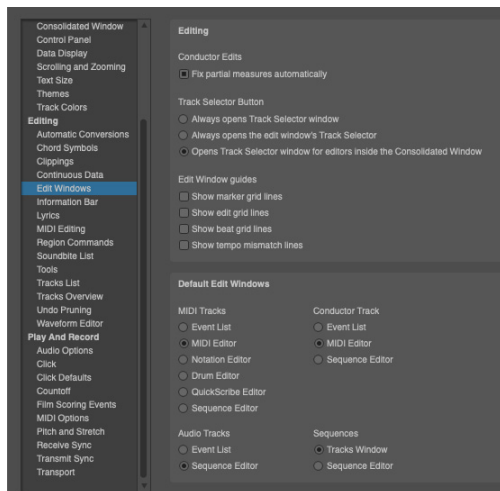 Consolidated Window
Control Panel
Data Display
Scrolling and Zooming
Text Size
Themes
Track Colors
Editing
Automatic Conversions
Chord Symbols
Clippings
Continuous Data
Edit Windows
Information Bar
Lyrics
MIDI Editing
Region Commands
Soundbite List
Tools
Tracks List
Tracks Overview
Undo Pruning
Waveform Editor
Play And Record
Audio Options
Click
Click Defaults
Countoff
Film Scoring Events
MIDI Options
Pitch and Stretch
Receive Sync
Transmit Sync
Transport
Editing
Conductor Edits
Fix partial measures automatically
Track Selector Button
Always opens Track Selector window
Always opens the edit window's Track Selector
Opens Track Selector window for editors inside the Consolidated Window
Edit Window guides
Show marker grid lines
Show edit grid lines
Show beat grid lines
Show tempo mismatch lines
Default Edit Windows
MIDI Tracks
Event List
MIDI Editor
Notation Editor
Drum Editor
QuickScribe Editor
Sequence Editor
Conductor Track
Event List
MIDI Editor
Sequence Editor
Audio Tracks
Event List
Sequence Editor
Sequences
Tracks Window
Sequence Editor